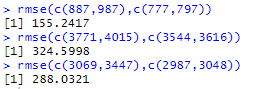 > rmse(c(887,987),c(777,797))
[1] 155.2417
> rmse(c(3771,4015),c(3544,3616))
[1] 324.5998
> rmse(c(3069,3447),c(2987,3048))
[1] 288.0321
>